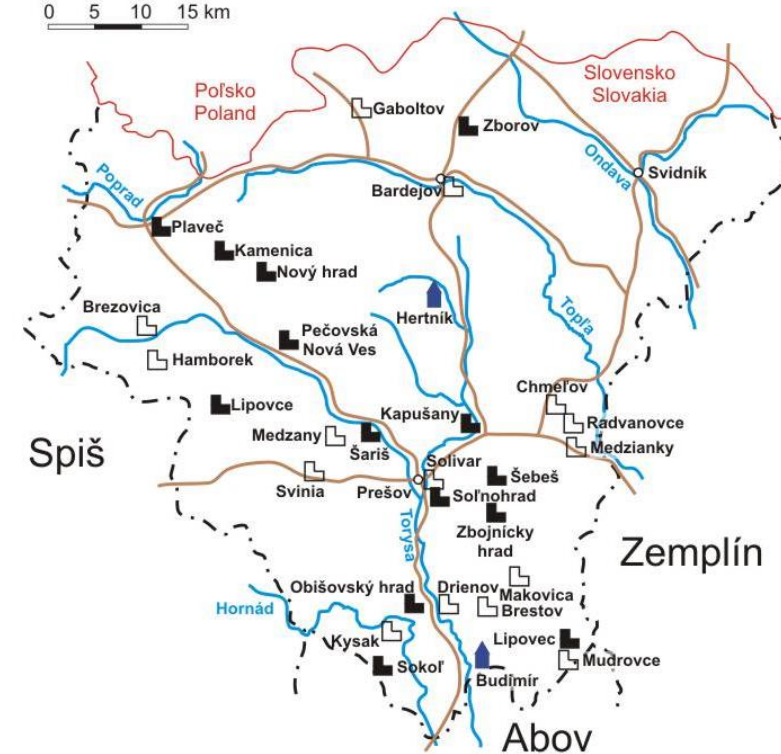 0 5 10 15 km
Poľsko
Poland
Slovensko
Slovakia
Gaboltov
Zborov
Ondava
Svidník
Poprad
Bardejov
Plaveč
Kamenica
Nový hrad
Brezovica
Hertník
Topľa
Pečovská
Nová Ves
Hamborek
Chmeľov
Lipovce
Kapušany
Radvanovce
Medzany
Medzianky
Šariš
Spiš
Solivar
Šebeš
Svinia
Prešov
Soľnohrad
Zbojnícky
hrad
Torysa
Zemplín
Obišovský hrad
Drienov
Makovica
Brestov
Hornád
Kysak
Lipovec
Mudrovce
Sokoľ
Budimír
Abov